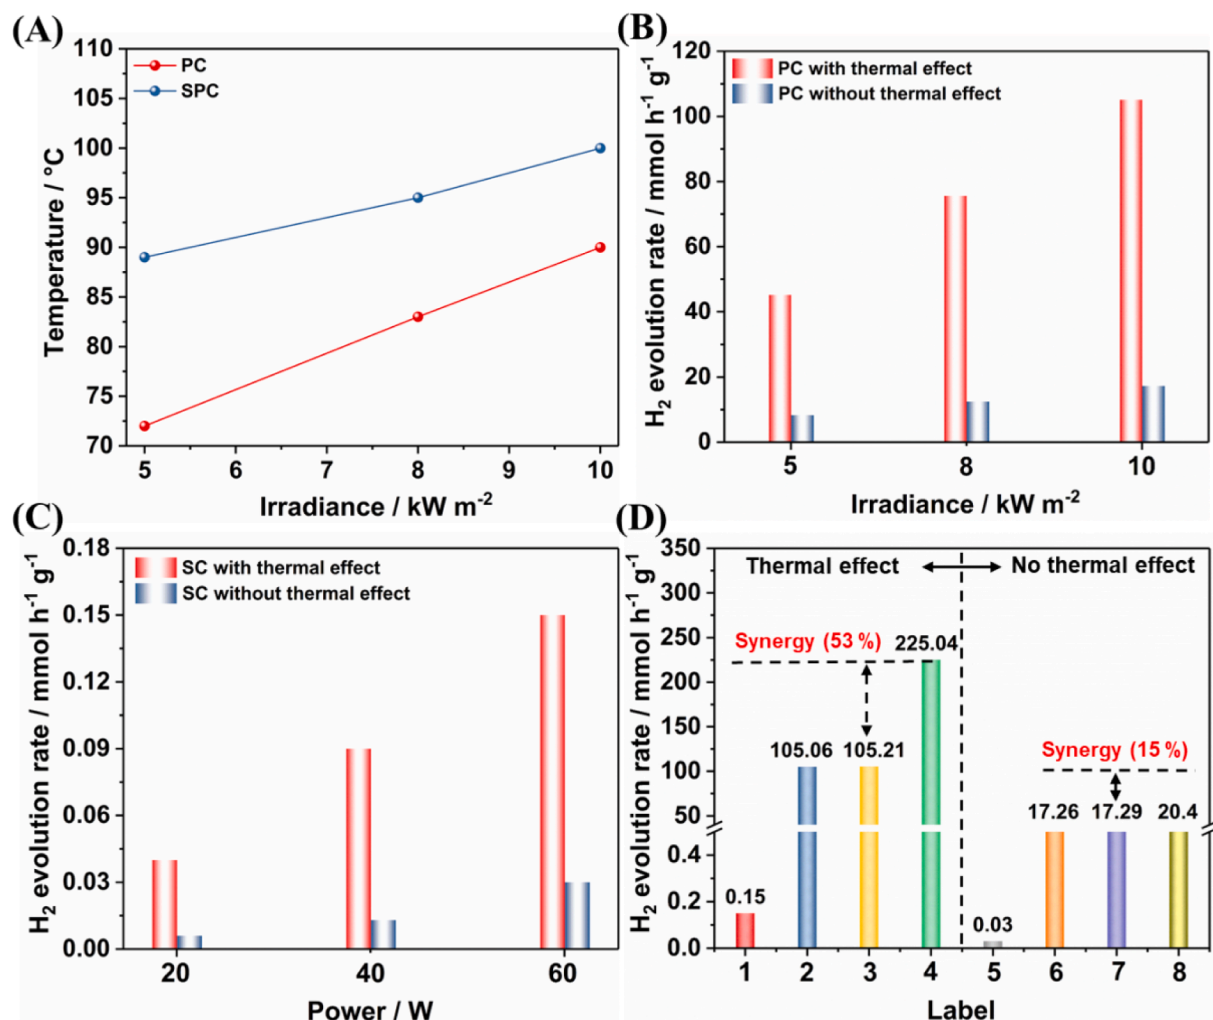 (A)
110
105
100
95
90
85
80
75
70
Temperature / °C
PC
SPC
5 6 7 8 9 10
Irradiance / kW m⁻²
(B)
120
100
80
60
40
20
0
H₂ evolution rate / mmol h⁻¹ g⁻¹
PC with thermal effect
PC without thermal effect
5 8 10
Irradiance / kW m⁻²
(C)
0.18
0.15
0.12
0.09
0.06
0.03
0.00
H₂ evolution rate / mmol h⁻¹ g⁻¹
SC with thermal effect
SC without thermal effect
20 40 60
Power / W
(D)
350
300
250
200
150
100
50
0.4
0.2
0.0
H₂ evolution rate / mmol h⁻¹ g⁻¹
Thermal effect No thermal effect
Synergy (53 %)
225.04
105.06 105.21
Synergy (15 %)
17.26 17.29 20.4
0.15
0.03
1 2 3 4 5 6 7 8
Label